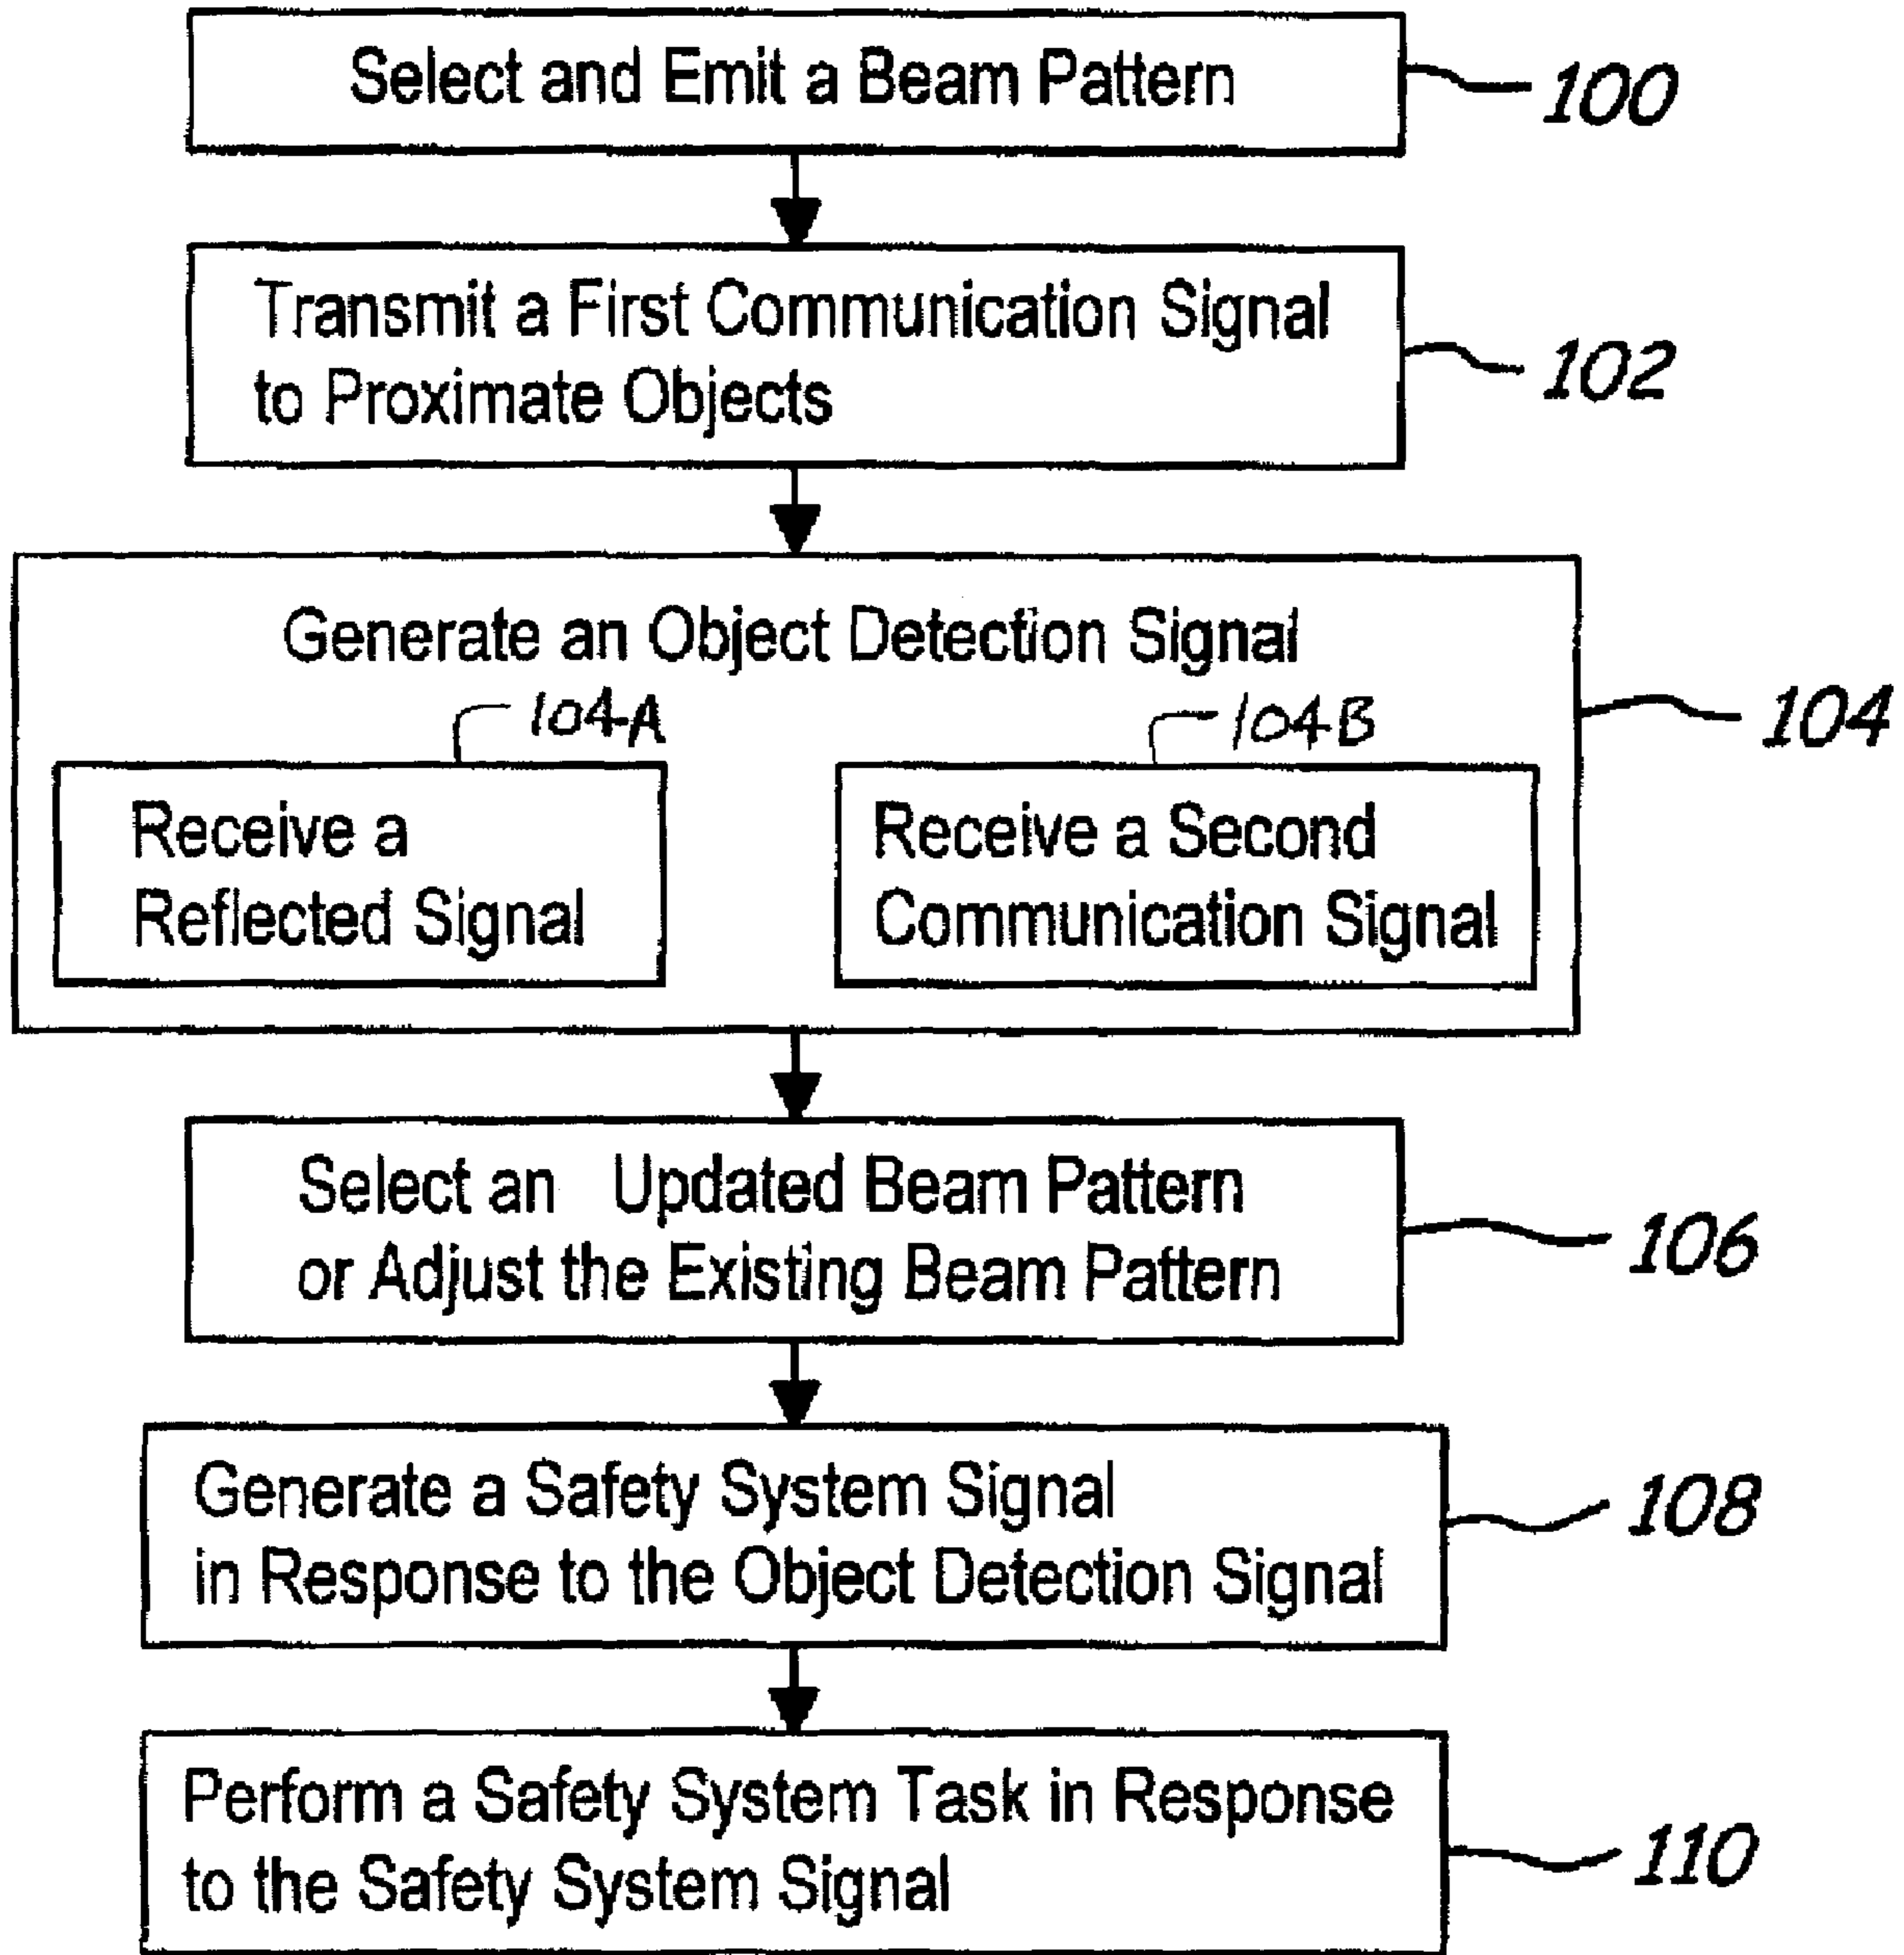 Select and Emit a Beam Pattern
100
Transmit a First Communication Signal
to Proximate Objects
102
Generate an Object Detection Signal
104
104A
104B
Receive a
Reflected Signal
Receive a Second
Communication Signal
Select an Updated Beam Pattern
or Adjust the Existing Beam Pattern
106
Generate a Safety System Signal
in Response to the Object Detection Signal
108
Perform a Safety System Task in Response
to the Safety System Signal
110